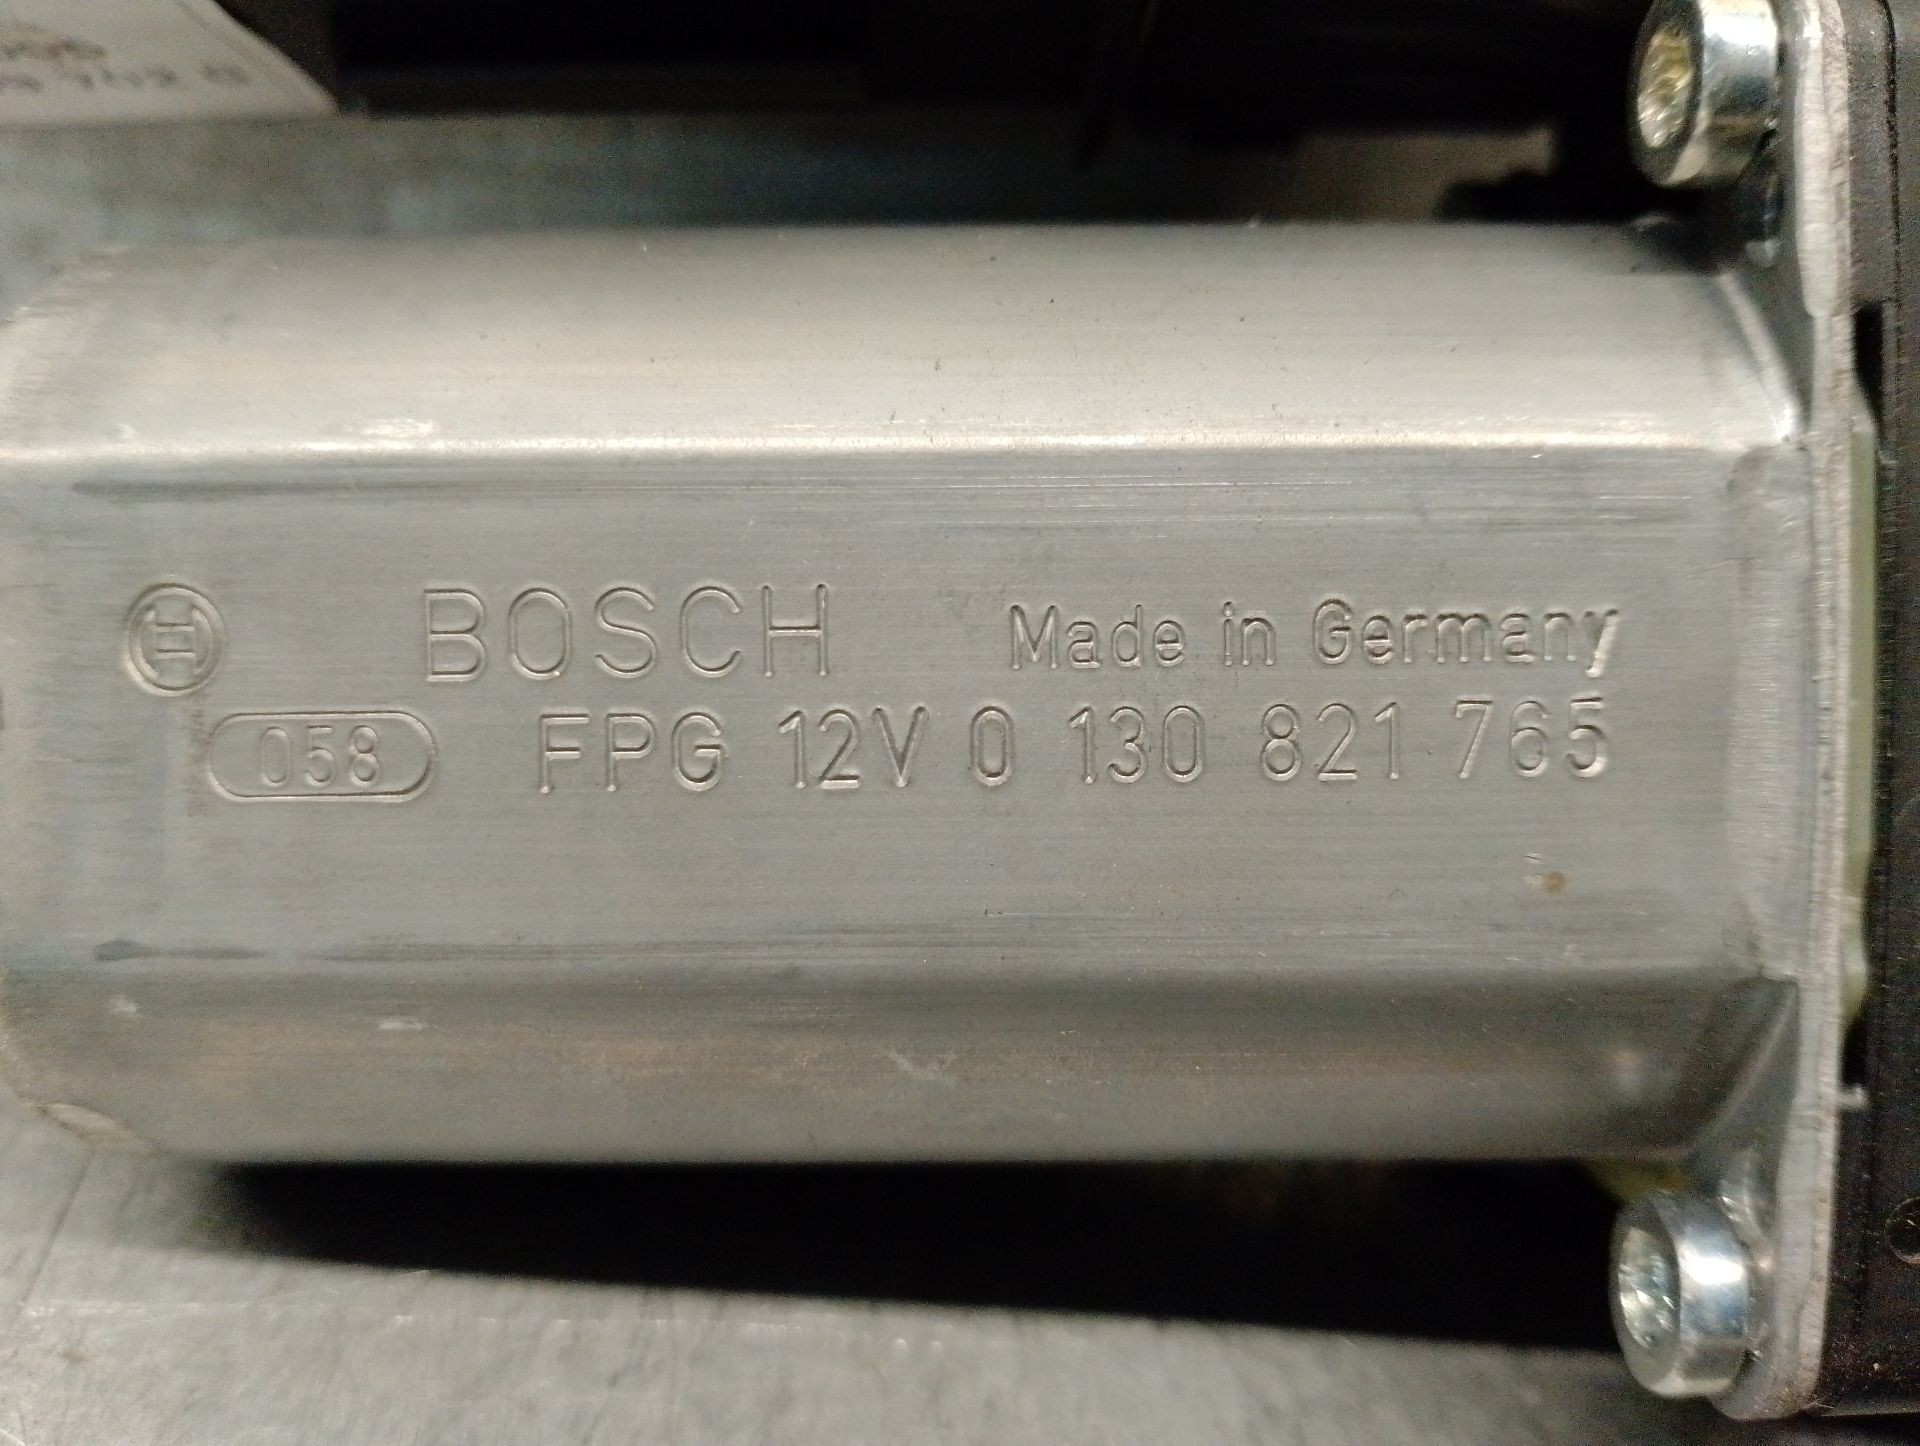 BOSCH Made in Germany
058 FPG 12V 0 130 821 765